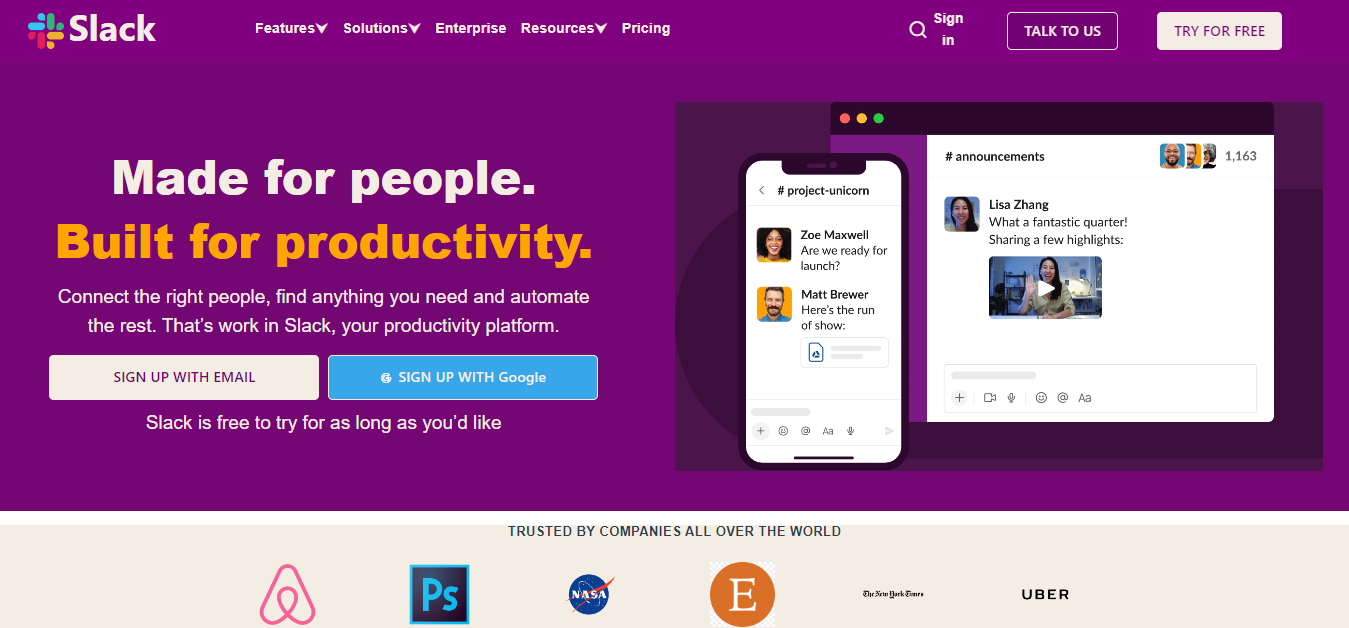 Slack
Features Solutions Enterprise Resources Pricing
Sign
in
TALK TO US
TRY FOR FREE
Made for people.
Built for productivity.
Connect the right people, find anything you need and automate
the rest. That’s work in Slack, your productivity platform.
SIGN UP WITH EMAIL
G SIGN UP WITH Google
Slack is free to try for as long as you’d like
# project-unicorn
Zoe Maxwell
Are we ready for
launch?
Matt Brewer
Here’s the run
of show:
Aa
# announcements
1,163
Lisa Zhang
What a fantastic quarter!
Sharing a few highlights:
@ Aa
TRUSTED BY COMPANIES ALL OVER THE WORLD
Ps
NASA
E
The New York Times
UBER